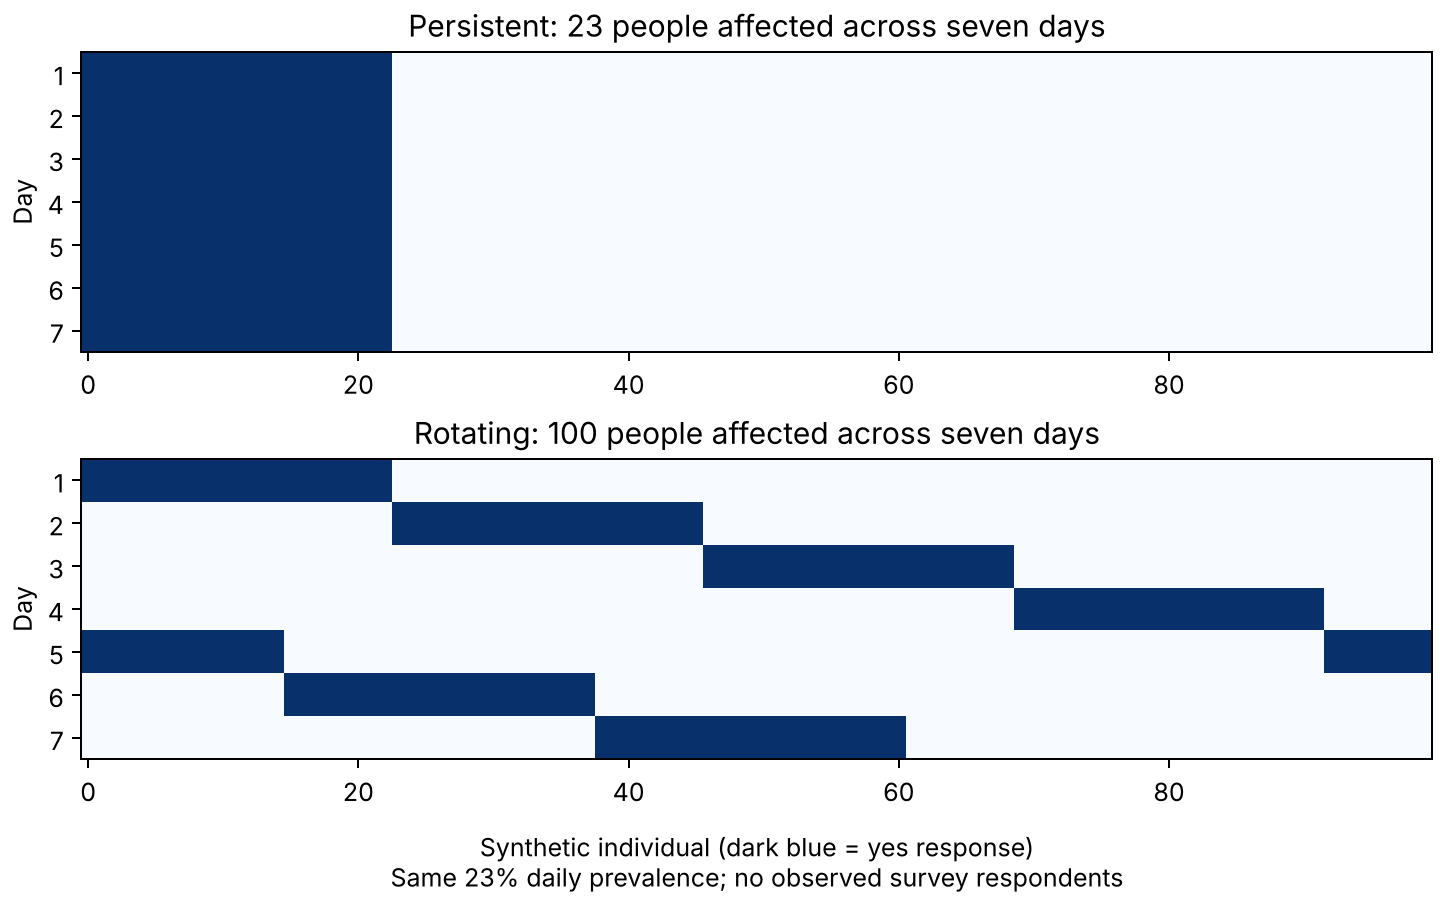 Persistent: 23 people affected across seven days
Day
1
2
3
4
5
6
7
0 20 40 60 80
Rotating: 100 people affected across seven days
Day
1
2
3
4
5
6
7
0 20 40 60 80
Synthetic individual (dark blue = yes response)
Same 23% daily prevalence; no observed survey respondents